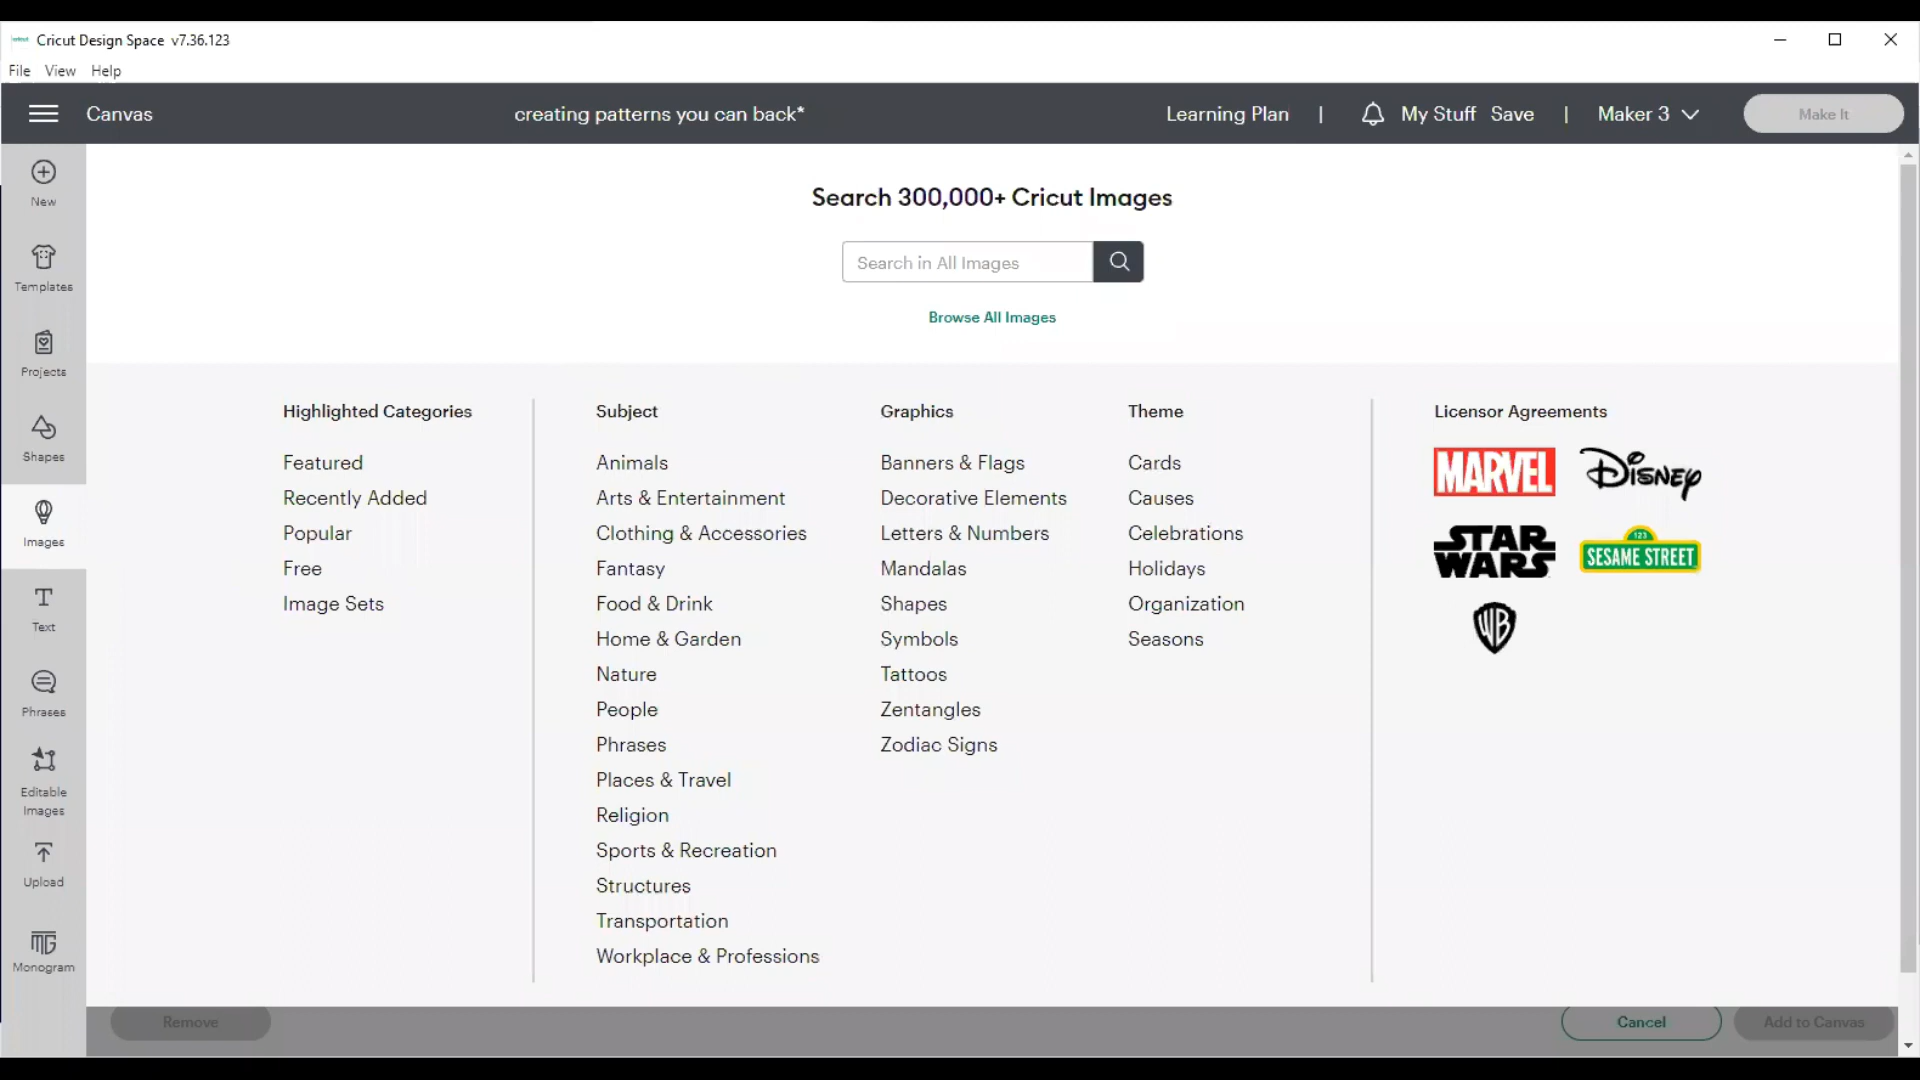 Cricut Design Space v7.36.123
File View Help
Canvas
creating patterns you can back*
Learning Plan | My Stuff Save | Maker 3
Make It
New
Templates
Projects
Shapes
Images
Text
Phrases
Editable
Images
Upload
Monogram
Search 300,000+ Cricut Images
Search in All Images
Browse All Images
Highlighted Categories
Featured
Recently Added
Popular
Free
Image Sets
Subject
Animals
Arts & Entertainment
Clothing & Accessories
Fantasy
Food & Drink
Home & Garden
Nature
People
Phrases
Places & Travel
Religion
Sports & Recreation
Structures
Transportation
Workplace & Professions
Graphics
Banners & Flags
Decorative Elements
Letters & Numbers
Mandalas
Shapes
Symbols
Tattoos
Zentangles
Zodiac Signs
Theme
Cards
Causes
Celebrations
Holidays
Organization
Seasons
Licensor Agreements
MARVEL
Disney
STAR
WARS
123
SESAME STREET
WB
Remove
Cancel
Add to Canvas